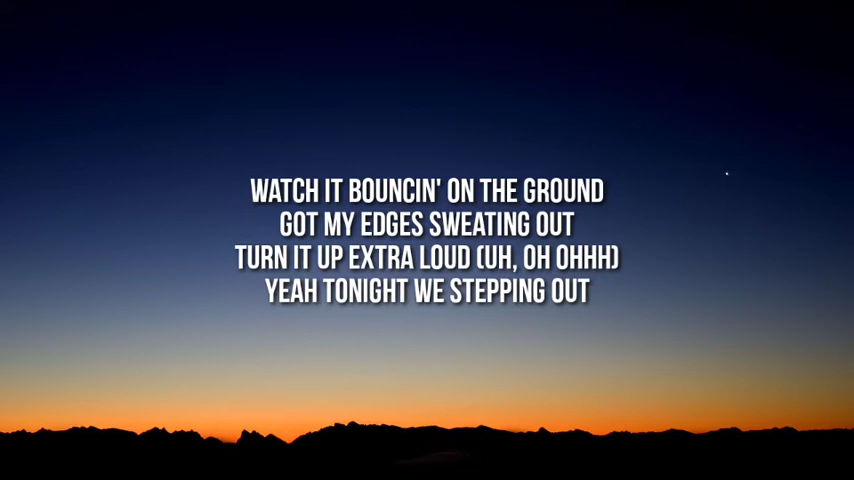 WATCH IT BOUNCIN' ON THE GROUND
GOT MY EDGES SWEATING OUT
TURN IT UP EXTRA LOUD (UH, OH OHHH)
YEAH TONIGHT WE STEPPING OUT